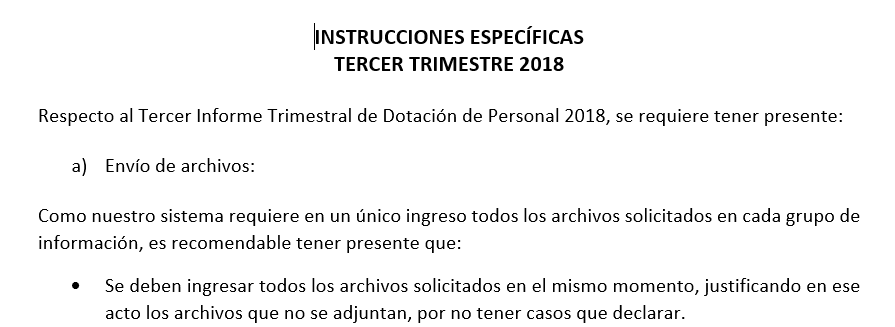 INSTRUCCIONES ESPECÍFICAS
TERCER TRIMESTRE 2018
Respecto al Tercer Informe Trimestral de Dotación de Personal 2018, se requiere tener presente:
a) Envío de archivos:
Como nuestro sistema requiere en un único ingreso todos los archivos solicitados en cada grupo de
información, es recomendable tener presente que:
• Se deben ingresar todos los archivos solicitados en el mismo momento, justificando en ese
acto los archivos que no se adjuntan, por no tener casos que declarar.